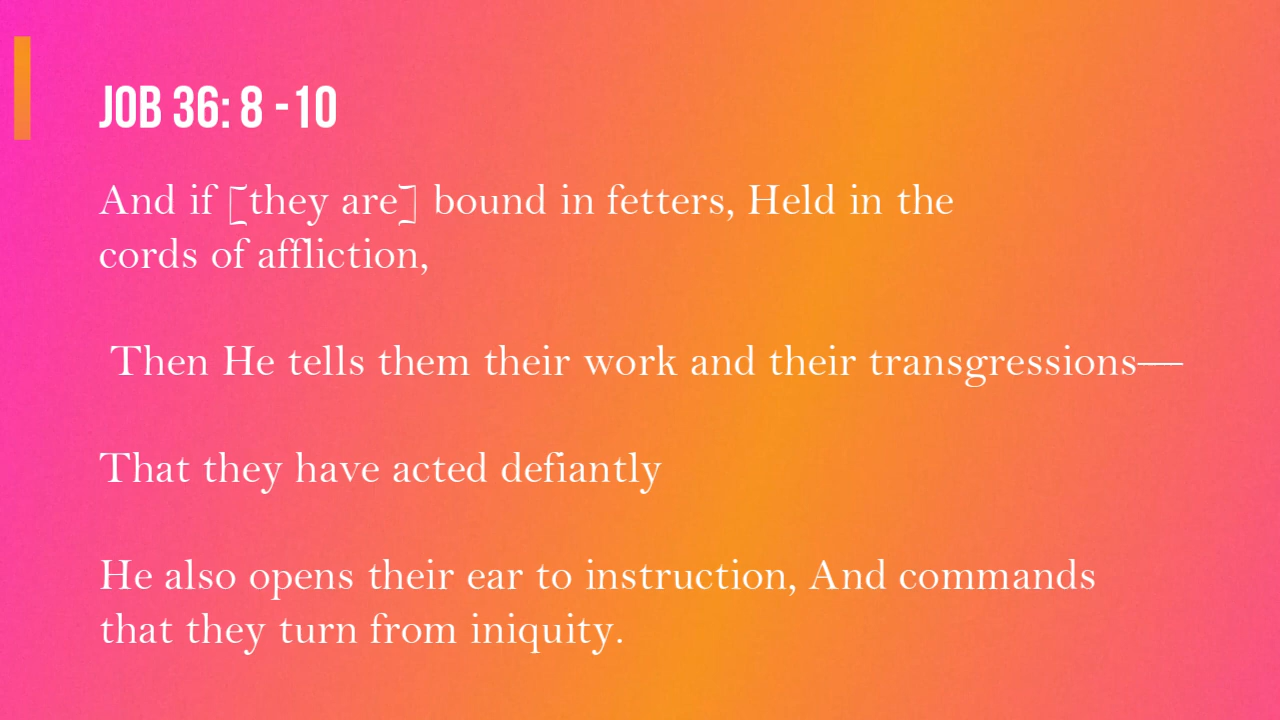 JOB 36: 8 -10
And if [they are] bound in fetters, Held in the
cords of affliction,
Then He tells them their work and their transgressions—
That they have acted defiantly
He also opens their ear to instruction, And commands
that they turn from iniquity.